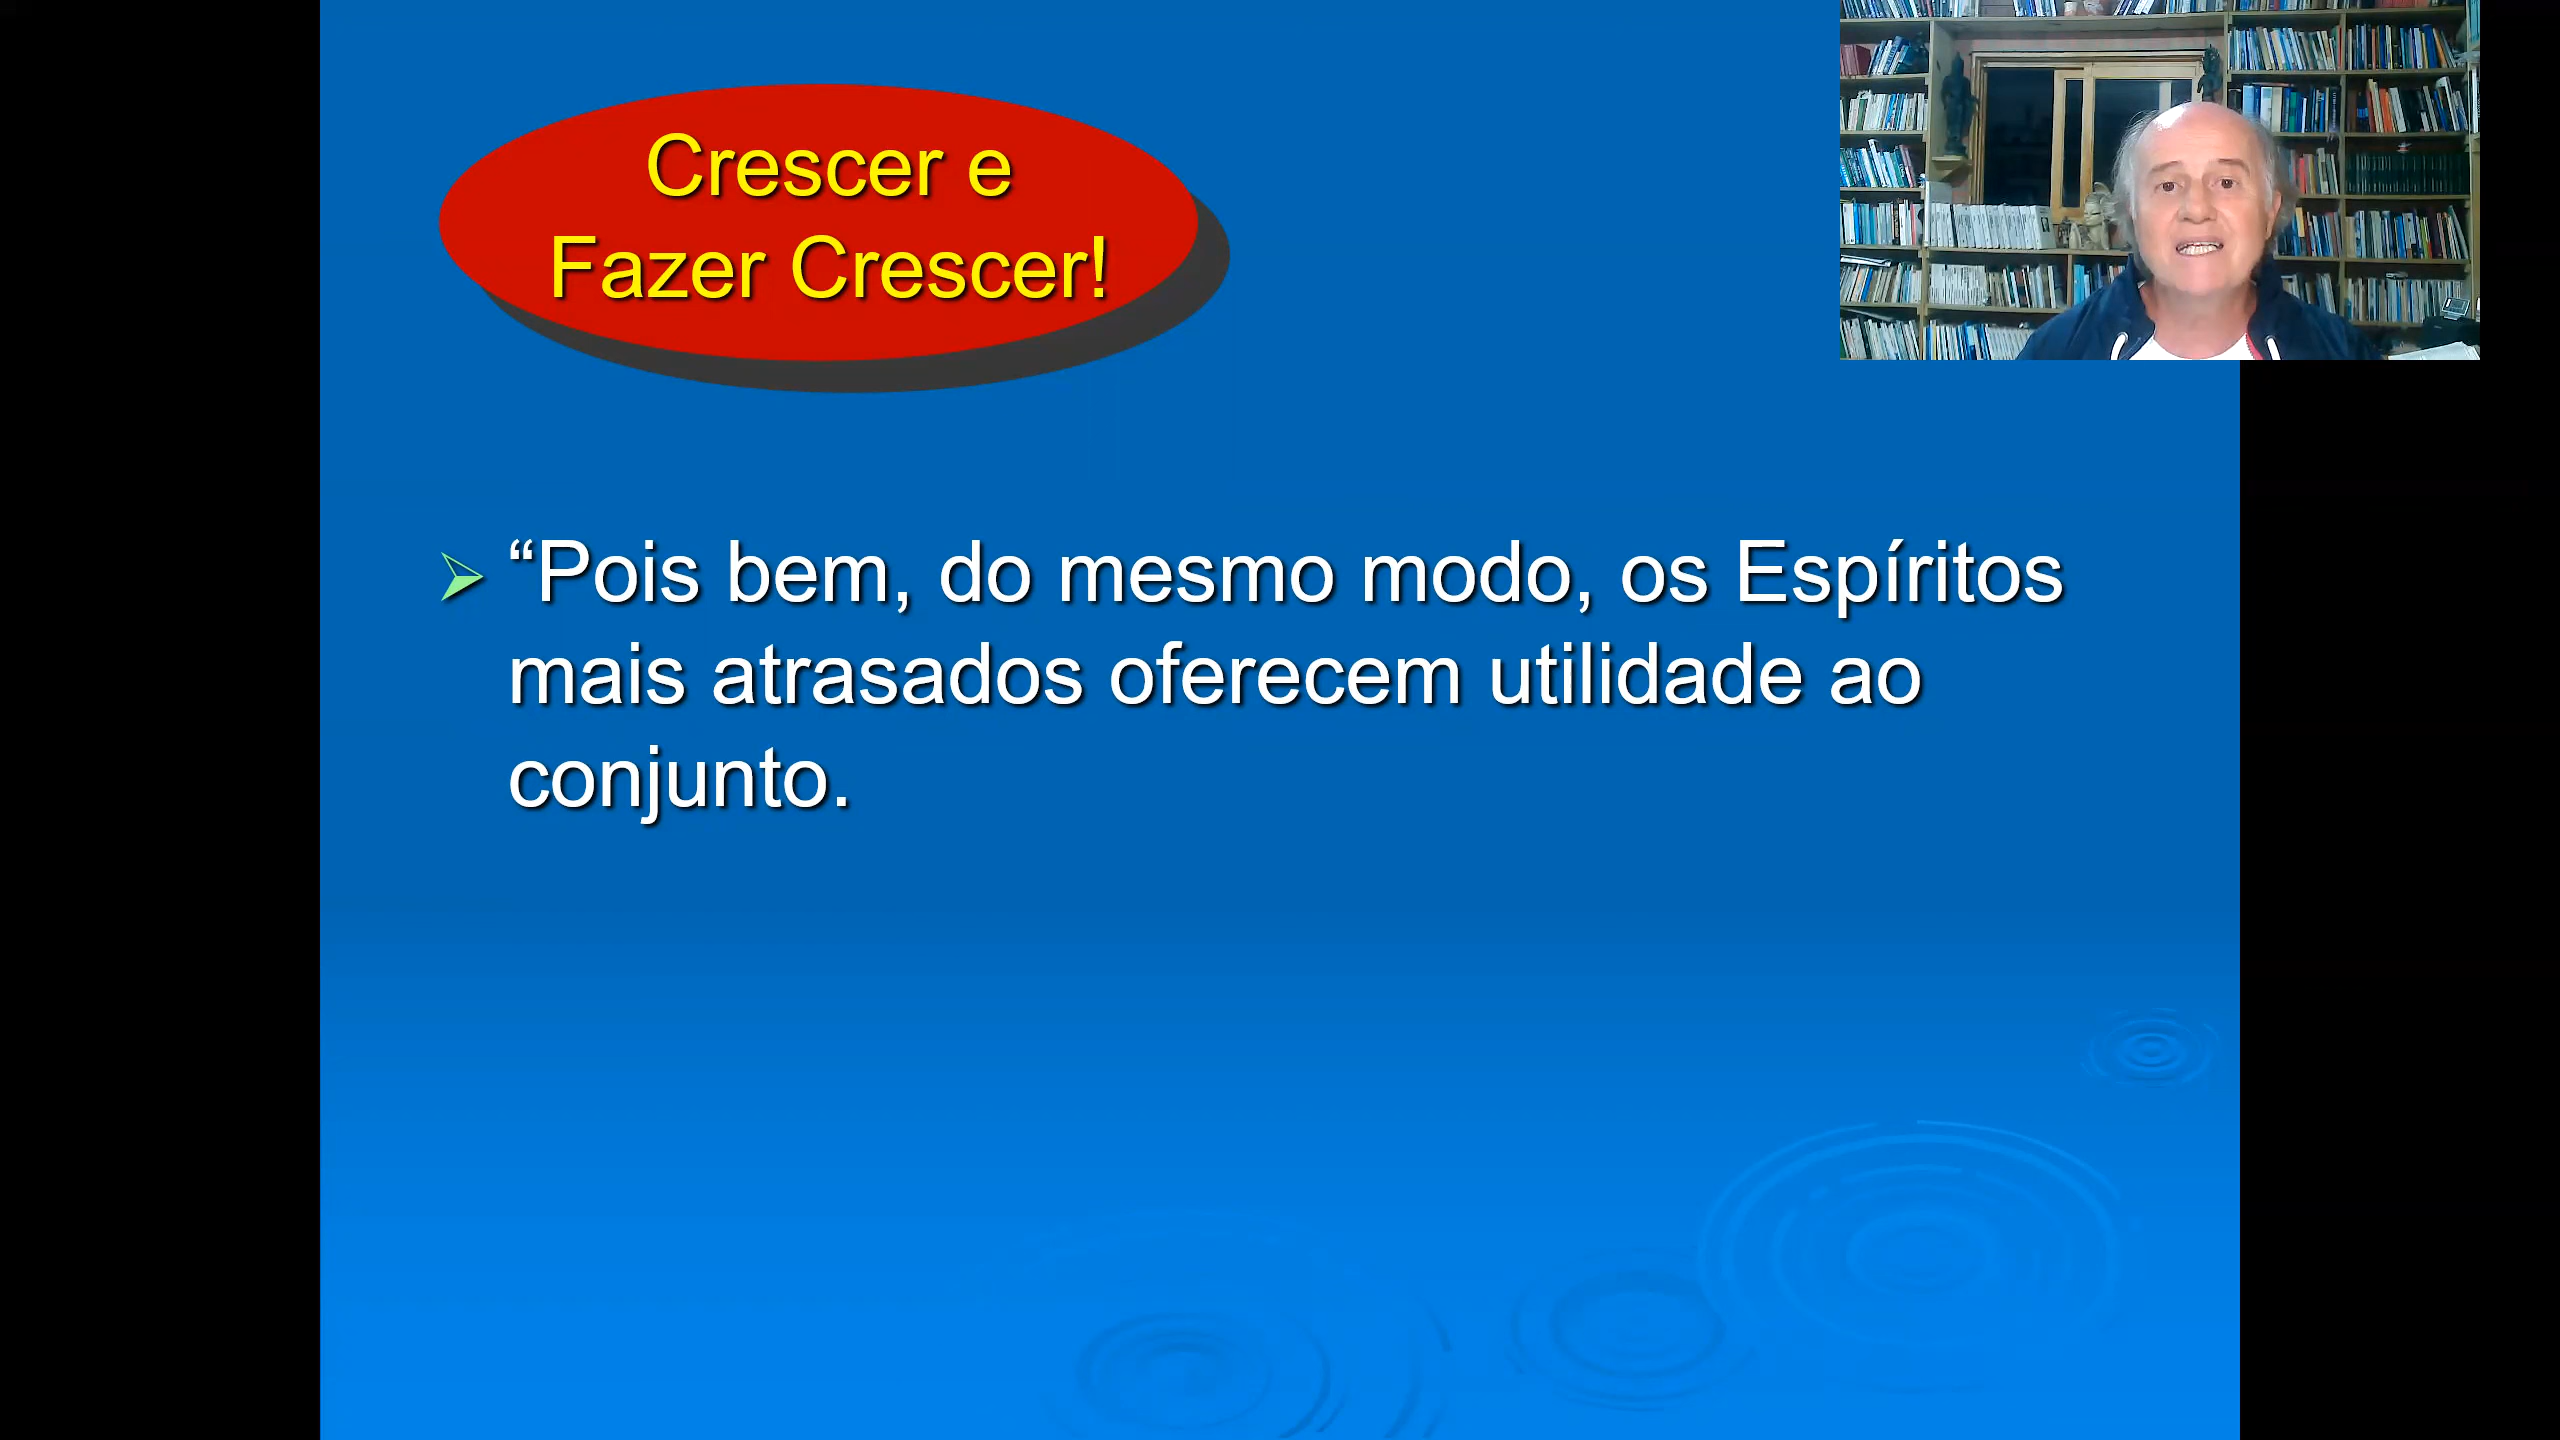 Crescer e
Fazer Crescer!
“Pois bem, do mesmo modo, os Espíritos
mais atrasados oferecem utilidade ao
conjunto.